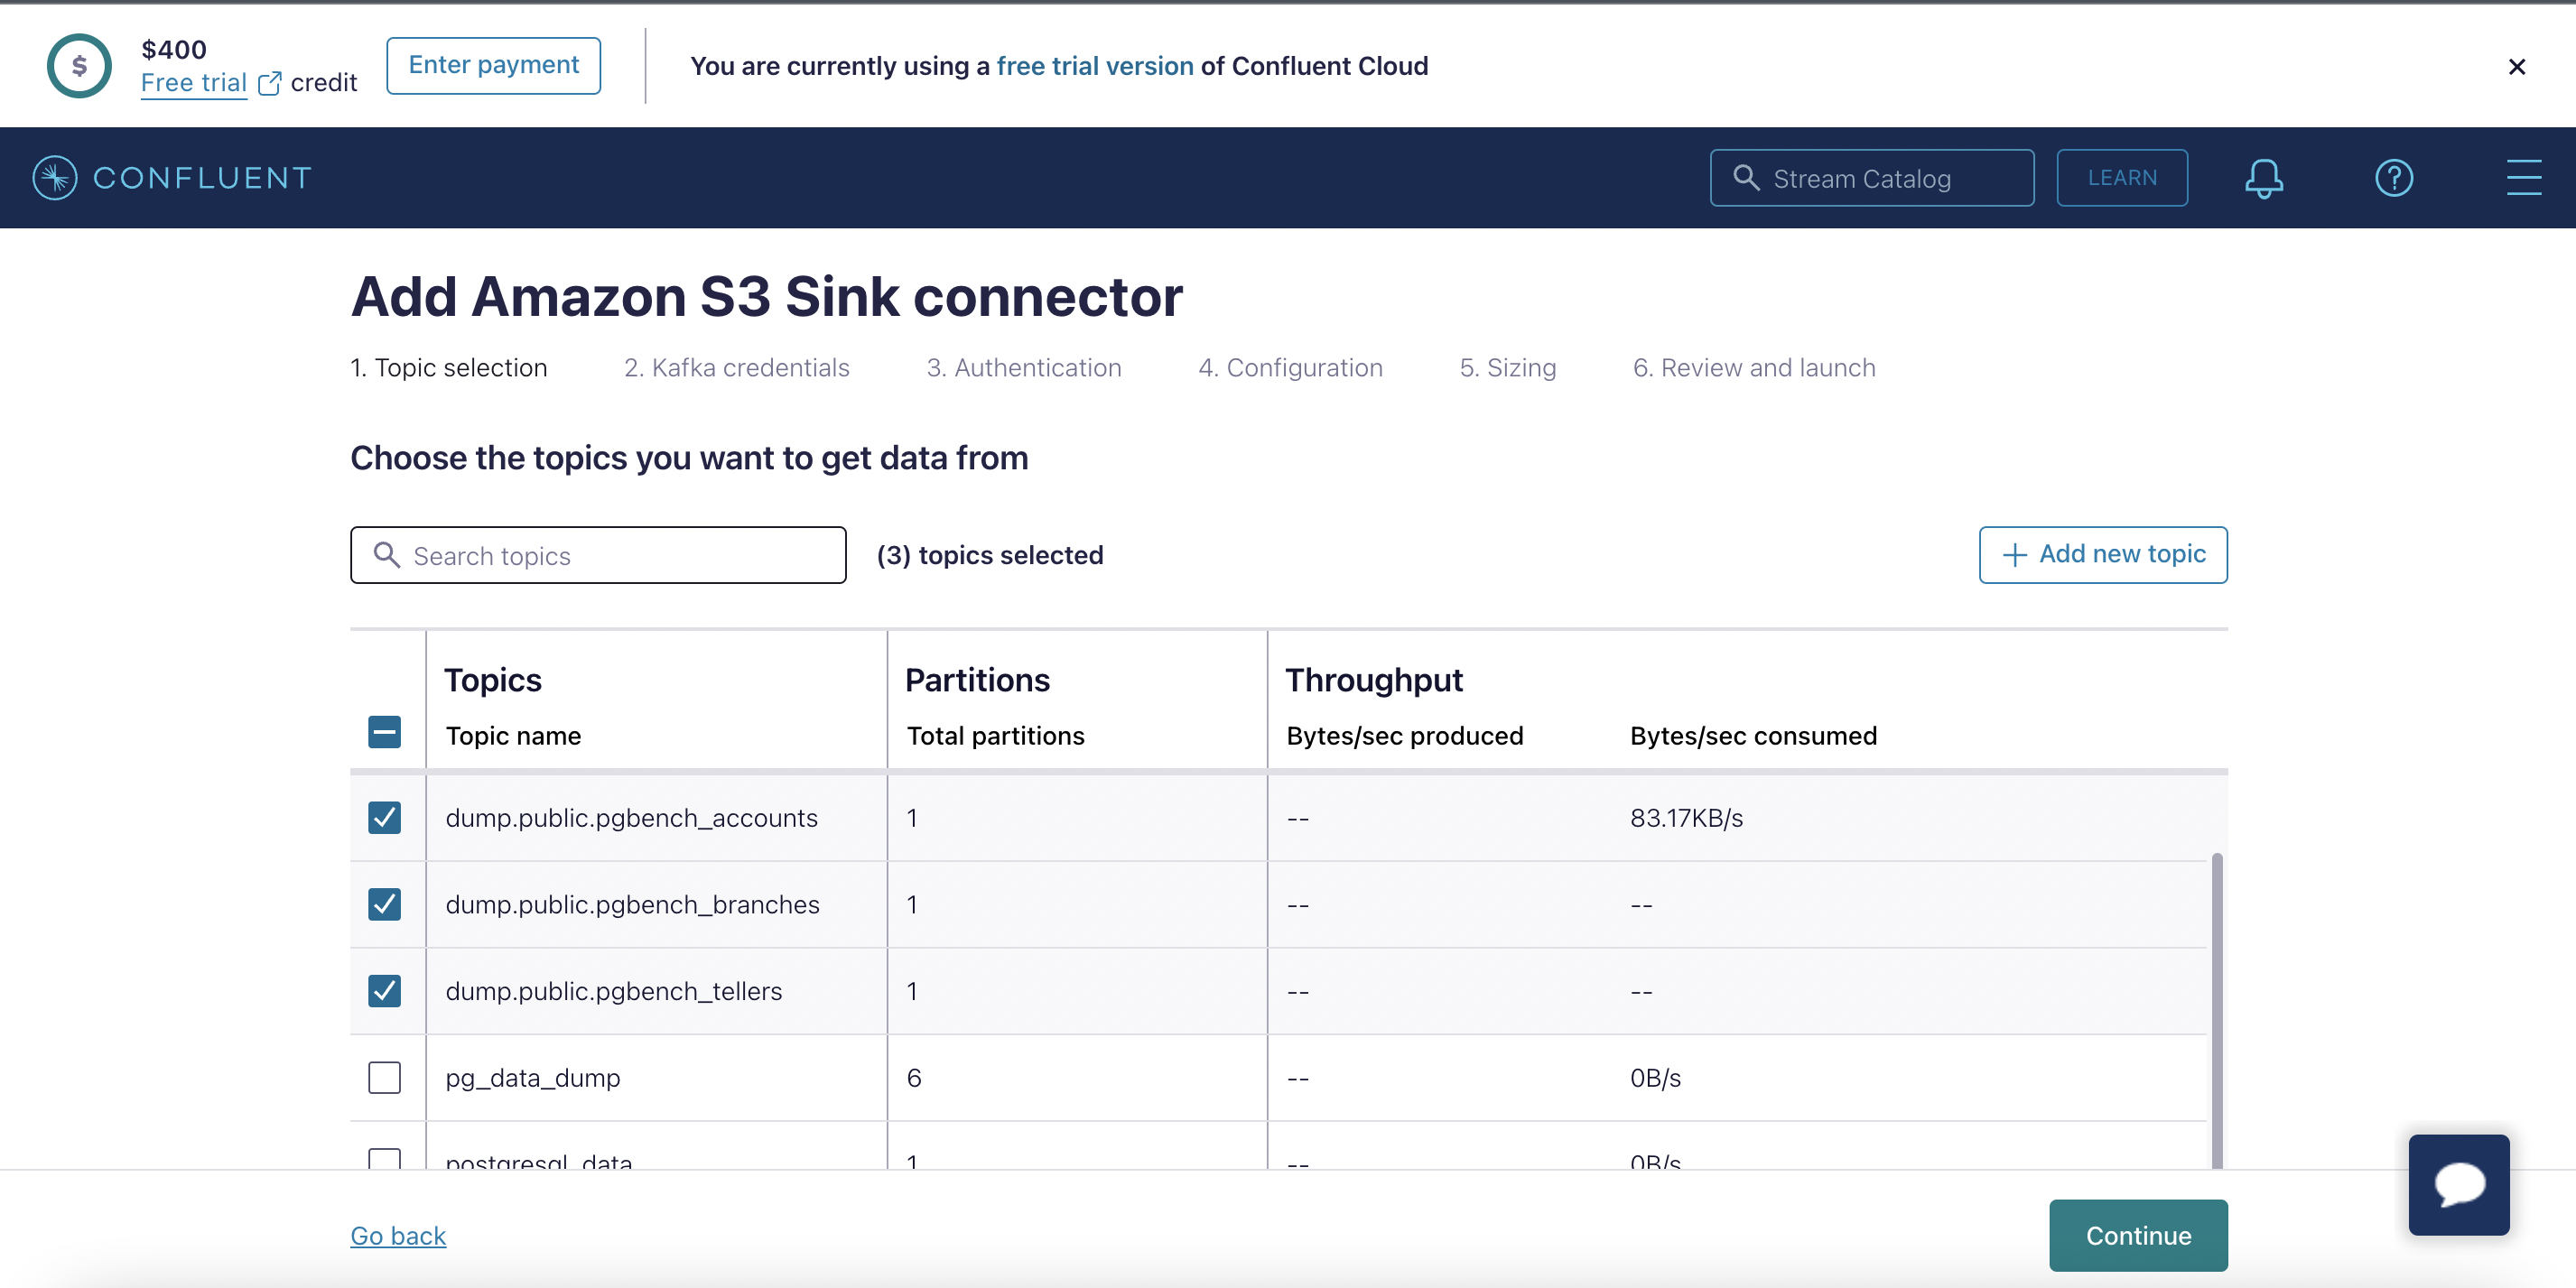 $400
Free trial credit
Enter payment
You are currently using a free trial version of Confluent Cloud
$
CONFLUENT
Stream Catalog
LEARN
Add Amazon S3 Sink connector
1. Topic selection 2. Kafka credentials 3. Authentication 4. Configuration 5. Sizing 6. Review and launch
Choose the topics you want to get data from
Search topics
(3) topics selected
Add new topic
Topics Partitions Throughput
Topic name Total partitions Bytes/sec produced Bytes/sec consumed
dump.public.pgbench_accounts 1 -- 83.17KB/s
dump.public.pgbench_branches 1 -- --
dump.public.pgbench_tellers 1 -- --
pg_data_dump 6 -- 0B/s
postgresql_data 1 -- 0B/s
Go back
Continue